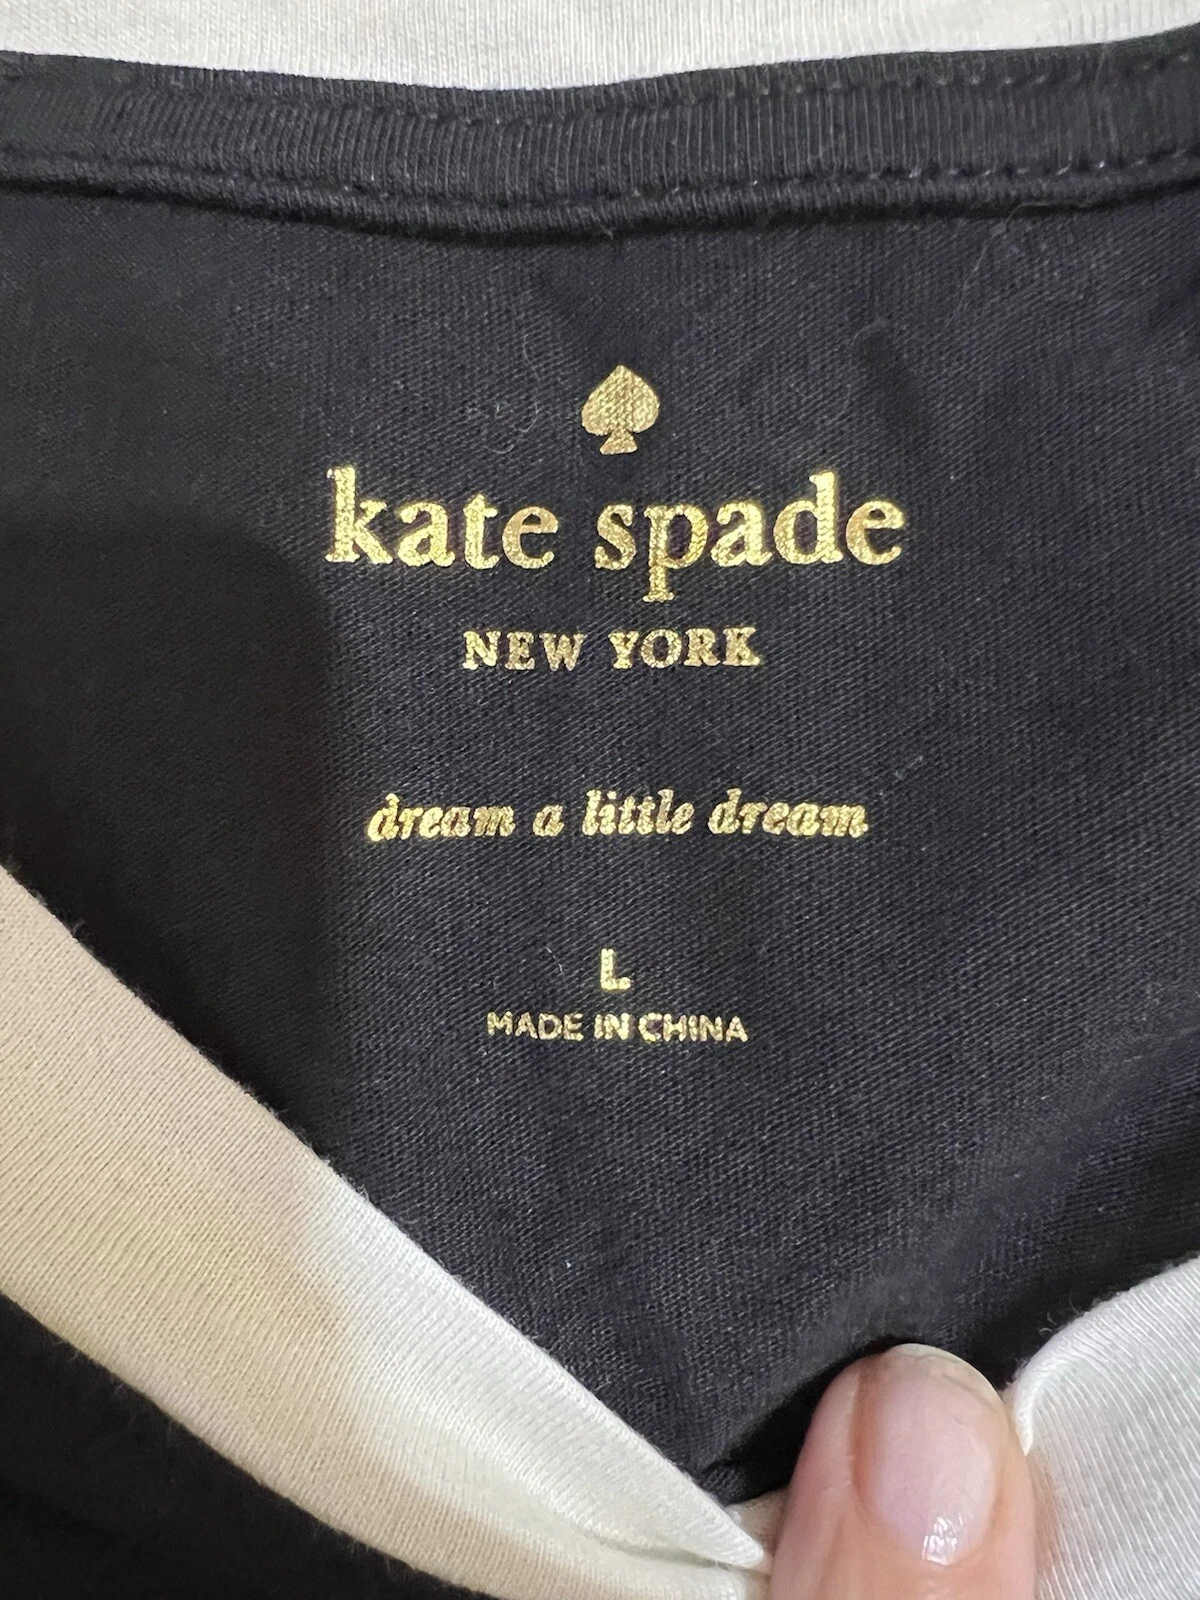 kate spade
NEW YORK
dream a little dream
L
MADE IN CHINA